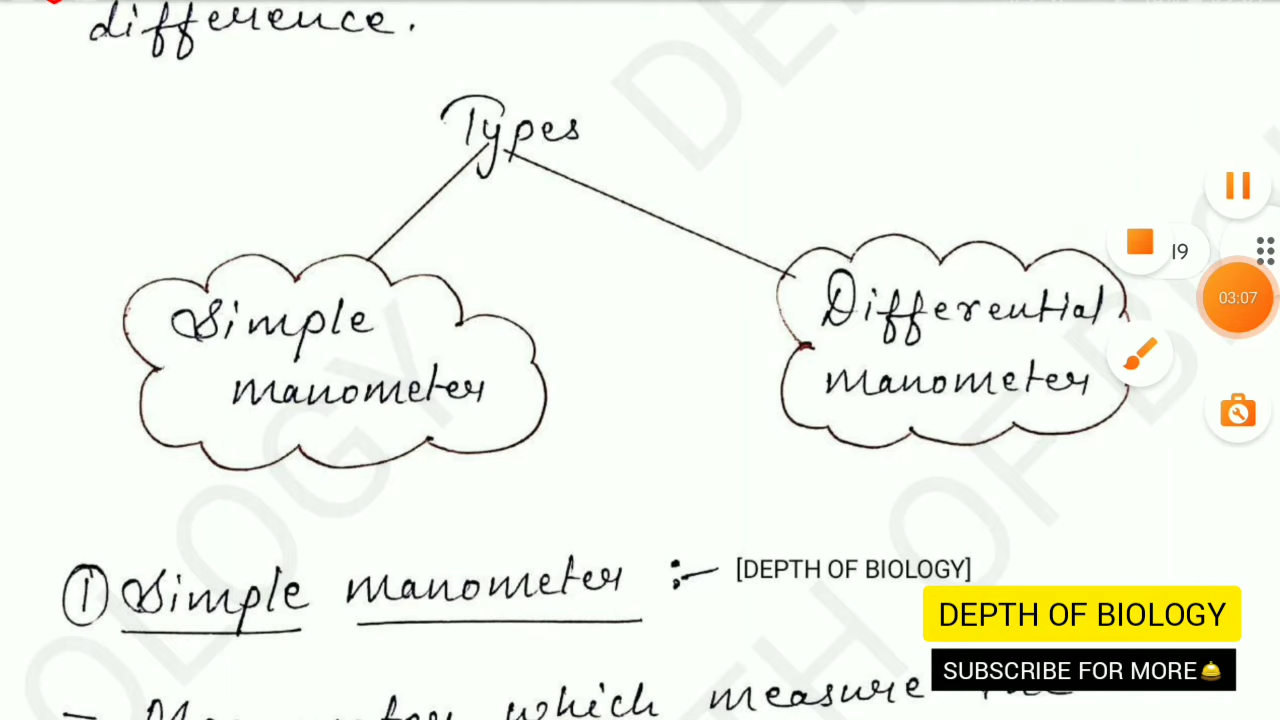 difference.
Types
Simple
manometer
Differential
manometer
19
03:07
① Simple manometer :- [DEPTH OF BIOLOGY]
DEPTH OF BIOLOGY
SUBSCRIBE FOR MORE
which measure